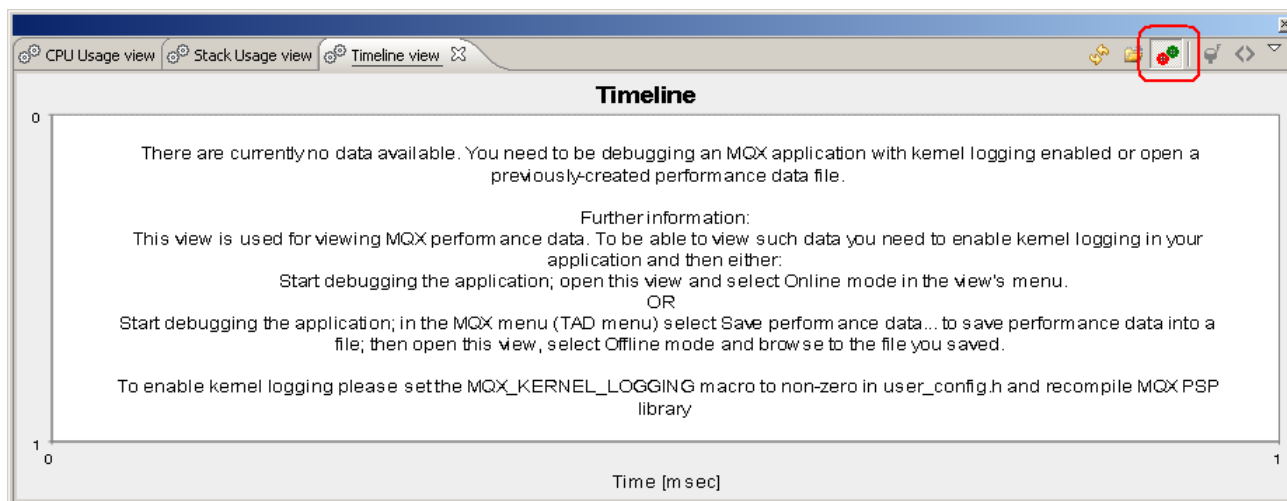 CPU Usage view Stack Usage view Timeline view
Timeline
0
There are currently no data available. You need to be debugging an MQX application with kernel logging enabled or open a
previously-created performance data file.
Further information:
This view is used for viewing MQX performance data. To be able to view such data you need to enable kernel logging in your
application and then either:
Start debugging the application; open this view and select Online mode in the view's menu.
OR
Start debugging the application; in the MQX menu (TAD menu) select Save performance data... to save performance data into a
file; then open this view, select Offline mode and browse to the file you saved.
To enable kernel logging please set the MQX_KERNEL_LOGGING macro to non-zero in user_config.h and recompile MQX PSP
library
1
0 1
Time [msec]